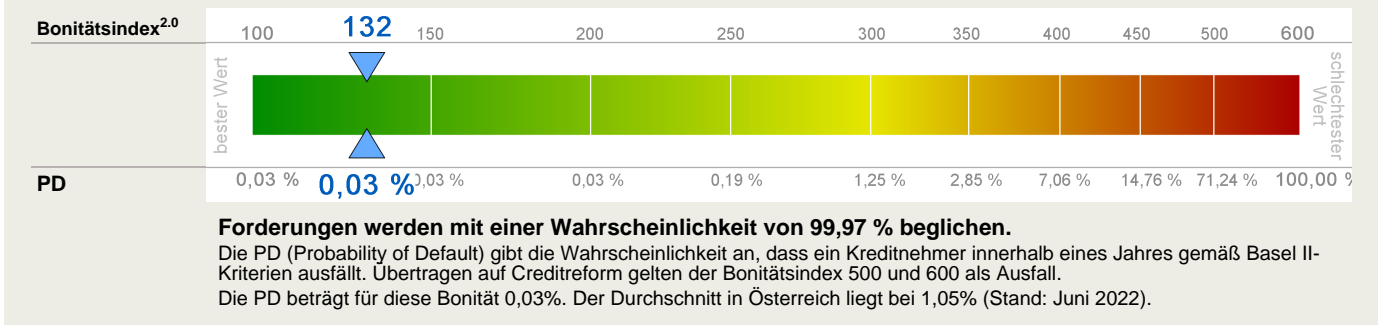 Bonitätsindex2.0 100 132 150 200 250 300 350 400 450 500 600
bester Wert
schlechtester
Wert
PD 0,03 % 0,03 % 0,03 % 0,03 % 0,19 % 1,25 % 2,85 % 7,06 % 14,76 % 71,24 % 100,00 %
Forderungen werden mit einer Wahrscheinlichkeit von 99,97 % beglichen.
Die PD (Probability of Default) gibt die Wahrscheinlichkeit an, dass ein Kreditnehmer innerhalb eines Jahres gemäß Basel II-
Kriterien ausfällt. Übertragen auf Creditreform gelten der Bonitätsindex 500 und 600 als Ausfall.
Die PD beträgt für diese Bonität 0,03%. Der Durchschnitt in Österreich liegt bei 1,05% (Stand: Juni 2022).